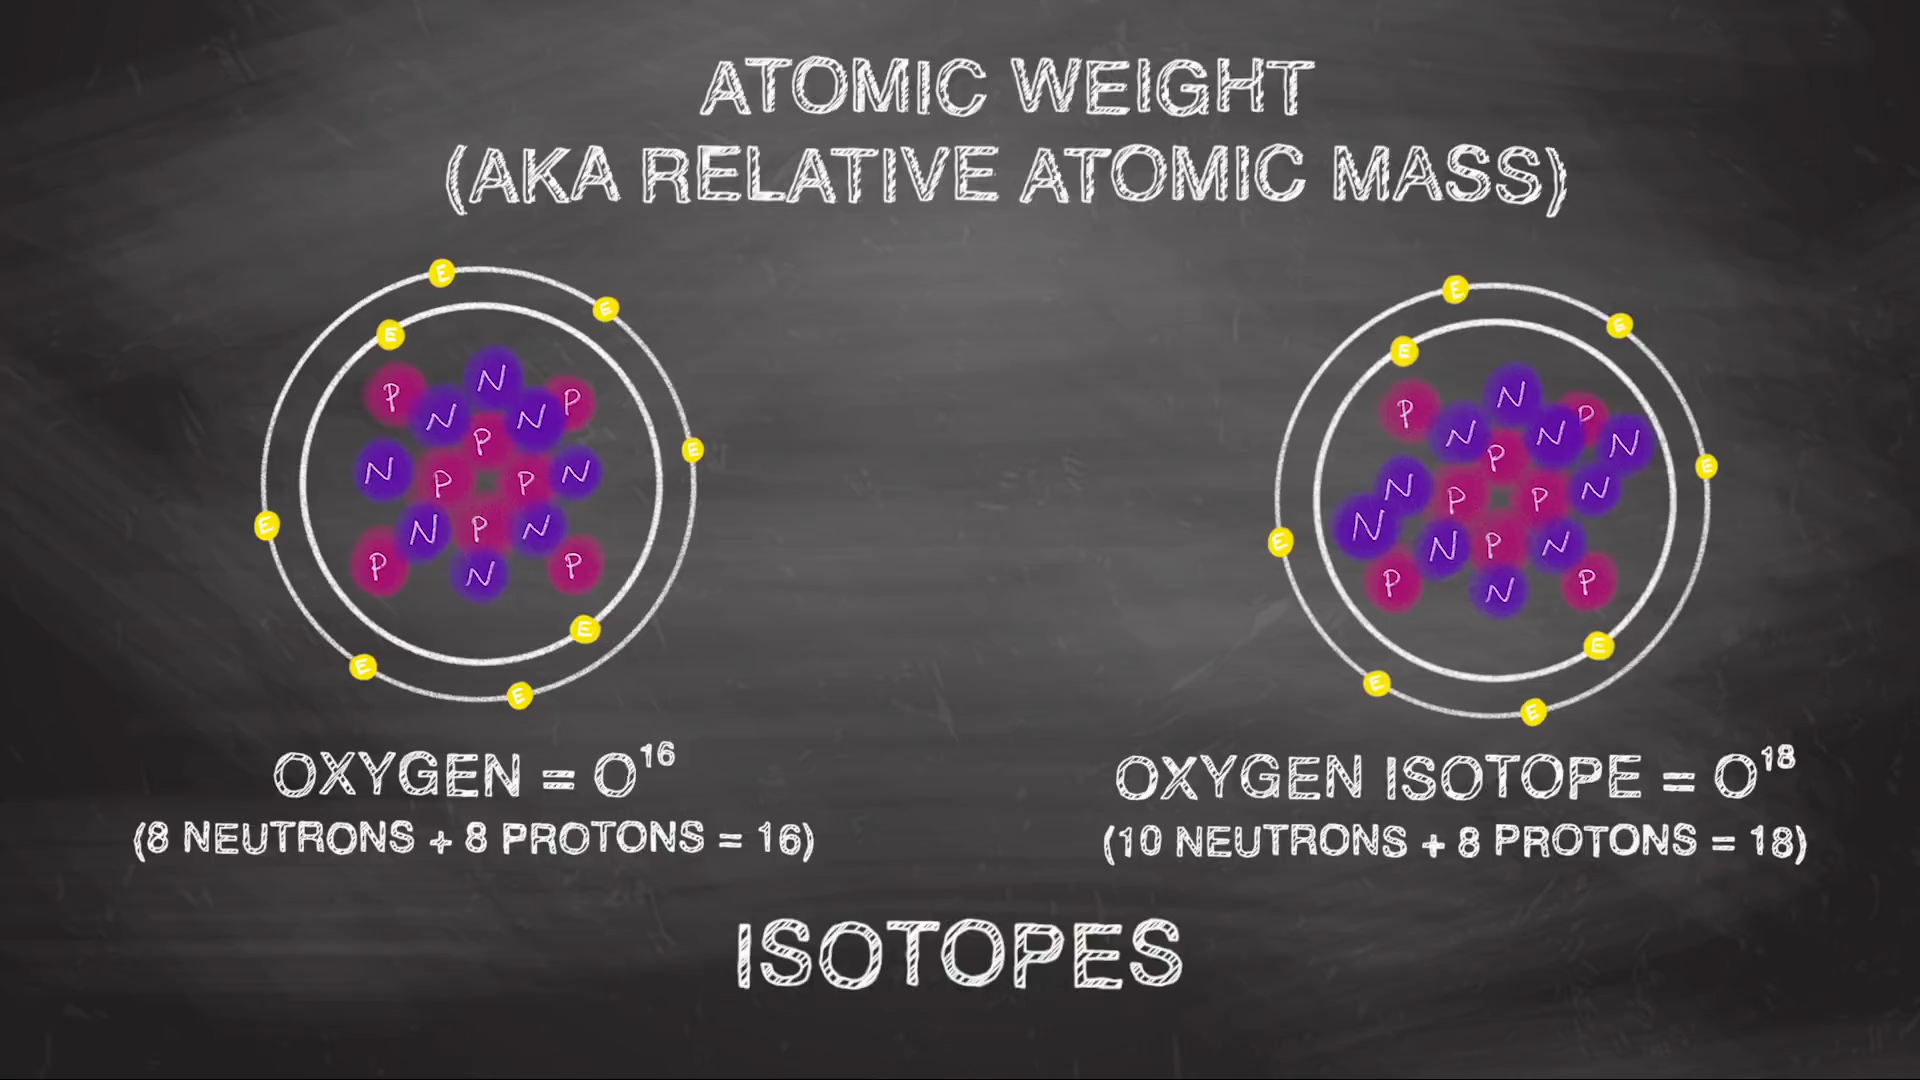 ATOMIC WEIGHT
(AKA RELATIVE ATOMIC MASS)
E
E
E
P
N
P
N
N
P
N
P
P
N
E
E
N
P
N
P
N
P
E
E
E
OXYGEN = O¹⁶
(8 NEUTRONS + 8 PROTONS = 16)
E
E
E
P
N
P
N
N
N
P
N
P
P
N
E
N
E
N
P
N
P
N
P
E
E
E
OXYGEN ISOTOPE = O¹⁸
(10 NEUTRONS + 8 PROTONS = 18)
ISOTOPES